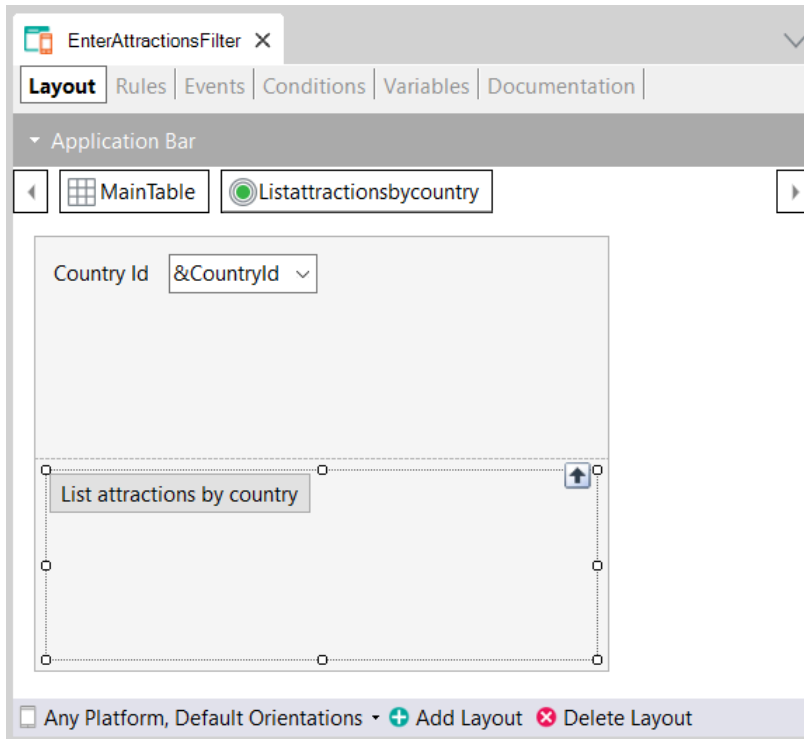 EnterAttractionsFilter
Layout Rules Events Conditions Variables Documentation
Application Bar
MainTable Listattractionsbycountry
Country Id &CountryId
List attractions by country
Any Platform, Default Orientations Add Layout Delete Layout